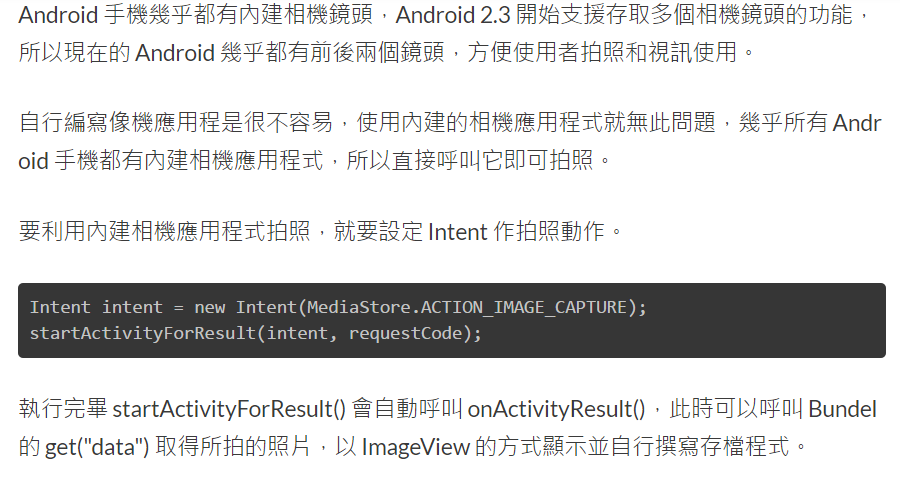 Android 手機幾乎都有內建相機鏡頭，Android 2.3 開始支援存取多個相機鏡頭的功能，
所以現在的 Android 幾乎都有前後兩個鏡頭，方便使用者拍照和視訊使用。
自行編寫像機應用程是很不容易，使用內建的相機應用程式就無此問題，幾乎所有 Andr
oid 手機都有內建相機應用程式，所以直接呼叫它即可拍照。
要利用內建相機應用程式拍照，就要設定 Intent 作拍照動作。
Intent intent = new Intent(MediaStore.ACTION_IMAGE_CAPTURE);
startActivityForResult(intent, requestCode);
執行完畢 startActivityForResult() 會自動呼叫 onActivityResult()，此時可以呼叫 Bundel
的 get("data") 取得所拍的照片，以 ImageView 的方式顯示並自行撰寫存檔程式。